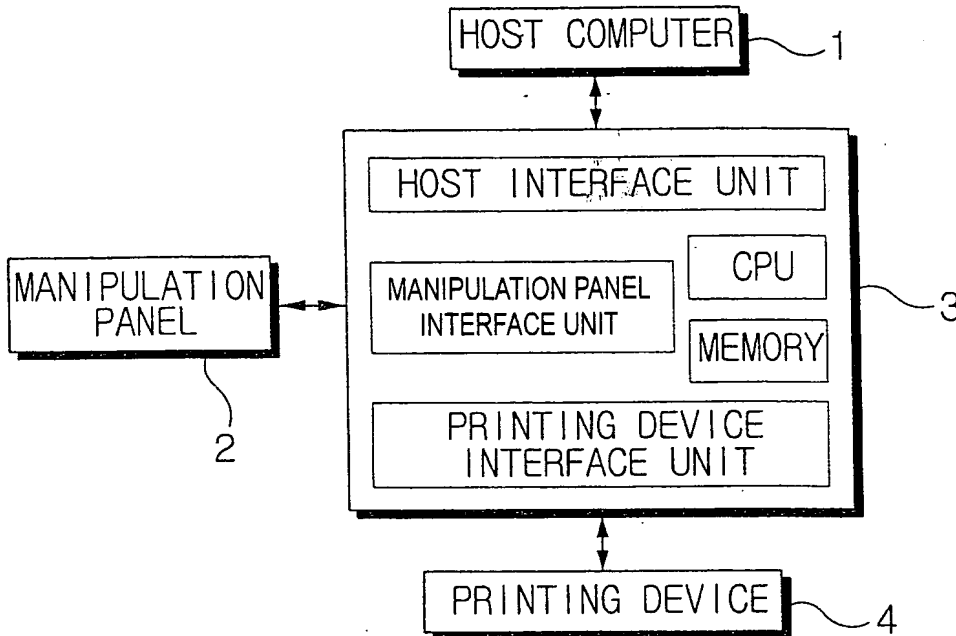 HOST COMPUTER
1
HOST INTERFACE UNIT
CPU
MANIPULATION
PANEL
MANIPULATION PANEL
INTERFACE UNIT
3
MEMORY
2
PRINTING DEVICE
INTERFACE UNIT
PRINTING DEVICE
4